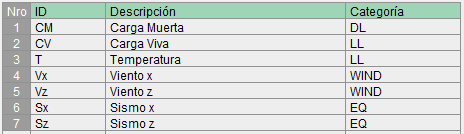 Nro ID Descripción Categoría
1 CM Carga Muerta DL
2 CV Carga Viva LL
3 T Temperatura LL
4 Vx Viento x WIND
5 Vz Viento z WIND
6 Sx Sismo x EQ
7 Sz Sismo z EQ